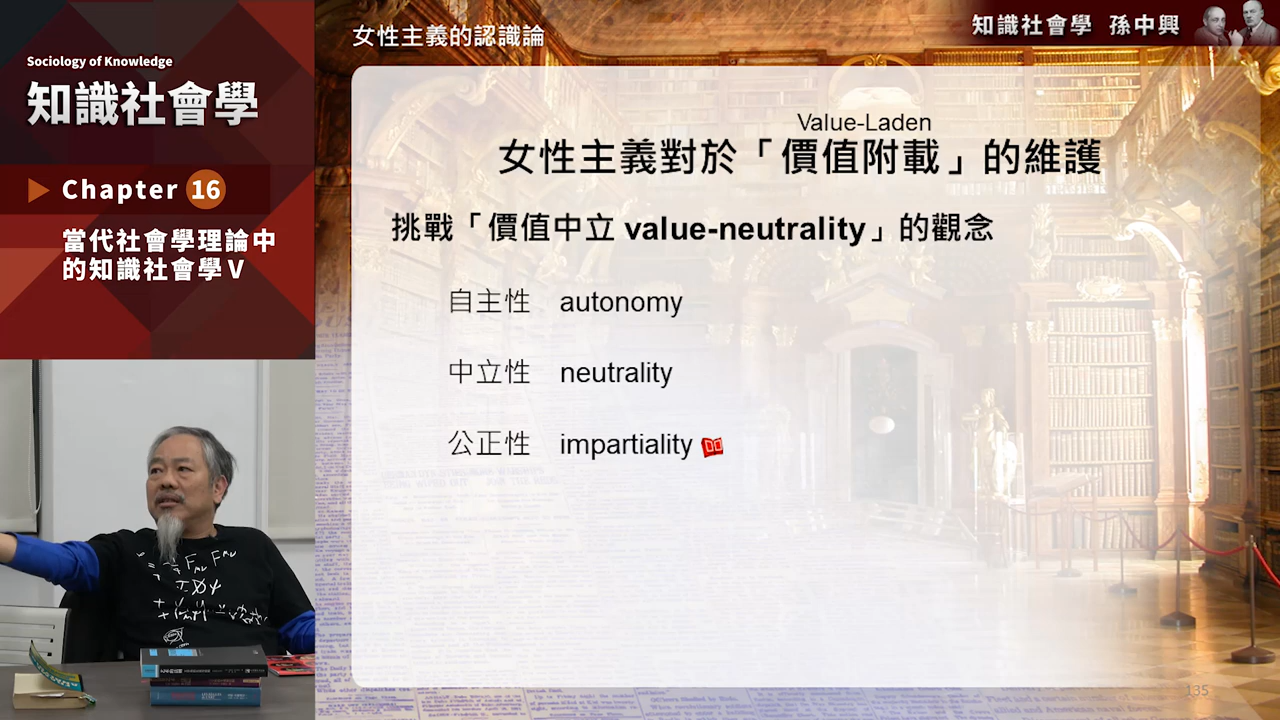 Sociology of Knowledge
知識社會學
Chapter 16
當代社會學理論中
的知識社會學 V
女性主義的認識論
知識社會學 孫中興
Value-Laden
女性主義對於「價值附載」的維護
挑戰「價值中立 value-neutrality」的觀念
自主性 autonomy
中立性 neutrality
公正性 impartiality
135